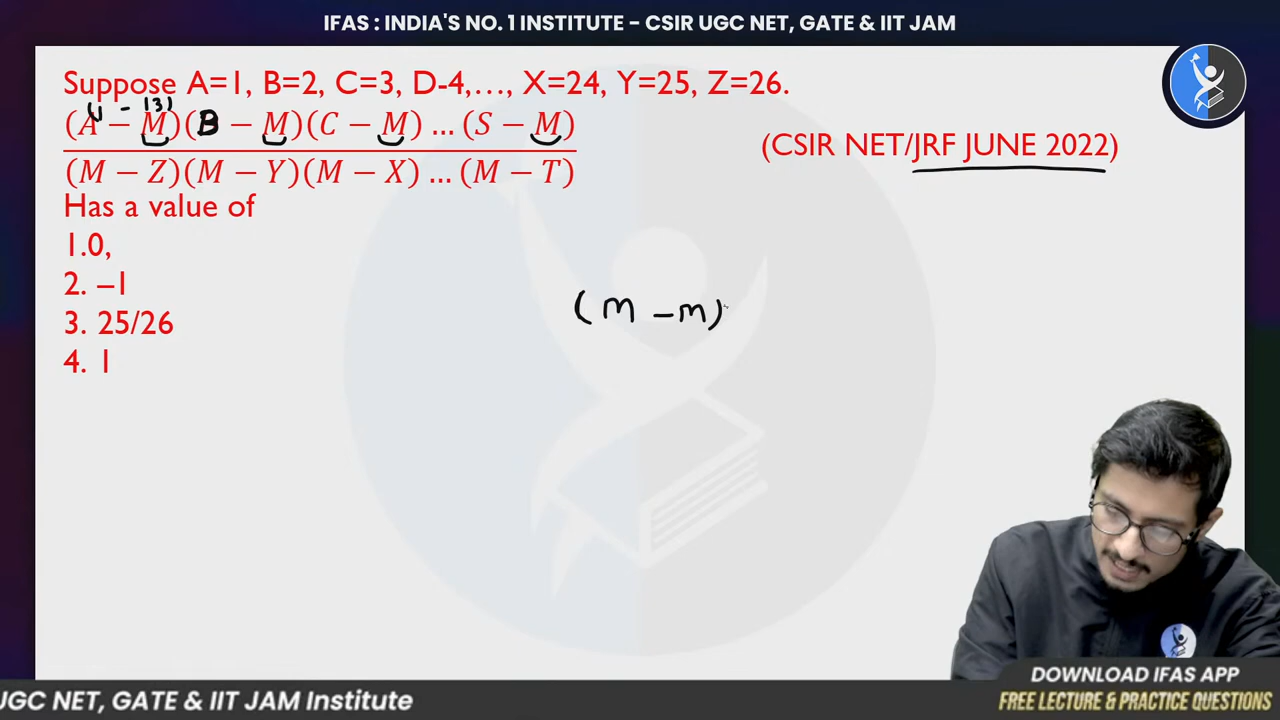 IFAS : INDIA'S NO. 1 INSTITUTE – CSIR UGC NET, GATE & IIT JAM
Suppose A=1, B=2, C=3, D-4,…, X=24, Y=25, Z=26.
(1 - 13)
(A − M)(B − M)(C − M) … (S − M)
(M − Z)(M − Y)(M − X) … (M − T)
(CSIR NET/JRF JUNE 2022)
Has a value of
1.0,
2. –1
3. 25/26
4. 1
(m - m)
DOWNLOAD IFAS APP
FREE LECTURE & PRACTICE QUESTIONS
UGC NET, GATE & IIT JAM Institute